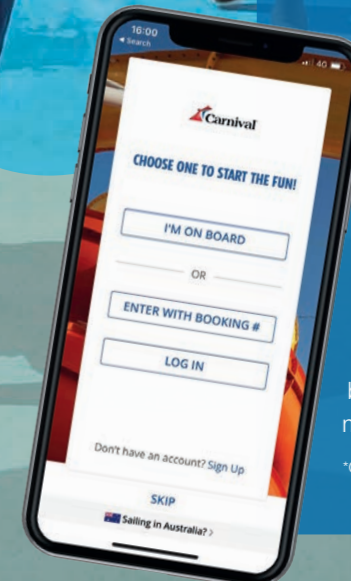 16:00
◄ Search
4G
Carnival
CHOOSE ONE TO START THE FUN!
I'M ON BOARD
OR
ENTER WITH BOOKING #
LOG IN
Don't have an account? Sign Up
SKIP
Sailing in Australia? >